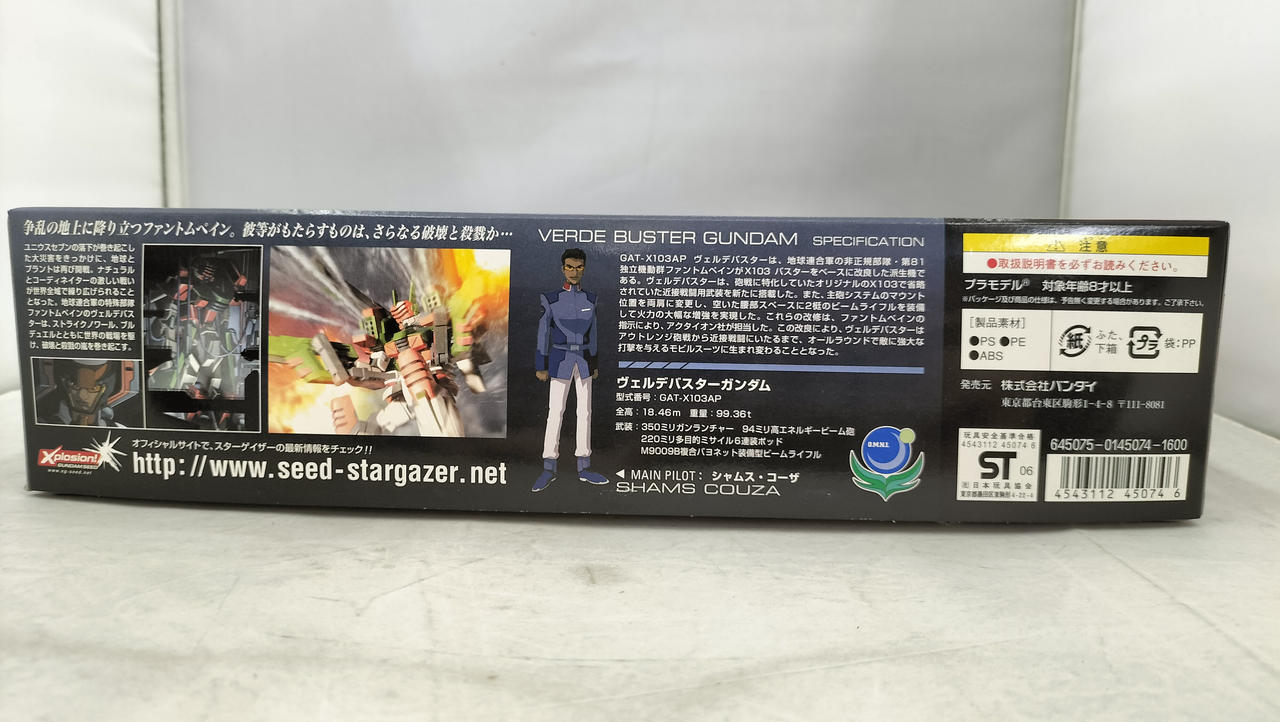 争乱の地上に降り立つファントムペイン。彼等がもたらすものは、さらなる破壊と殺戮か…
ユニウスセブンの落下が巻き起こし
た大災害をきっかけに、地球と
プラントは再び開戦。ナチュラル
とコーディネイターの激しい戦い
が世界全域で繰り広げられること
となった。地球連合軍の特殊部隊
ファントムペインのヴェルデバス
ターは、ストライクノワール、ブル
デュエルとともに世界の戦場を駆
け、破壊と殺戮の嵐を巻き起こす。
Xplosion!
GUNDAM SEED
www.xg-seed.net
オフィシャルサイトで、スターゲイザーの最新情報をチェック!!
http://www.seed-stargazer.net
VERDE BUSTER GUNDAM SPECIFICATION
GAT-X103AP ヴェルデバスターは、地球連合軍の非正規部隊・第81
独立機動群ファントムペインがX103 バスターをベースに改良した派生機で
ある。ヴェルデバスターは、砲戦に特化していたオリジナルのX103で省略
されていた近接戦闘用武装を新たに搭載した。また、主砲システムのマウント
位置を両肩に変更し、空いた腰部スペースに2梃のビームライフルを装備
して火力の大幅な増強を実現した。これらの改修は、ファントムペインの
指示により、アクタイオン社が担当した。この改良により、ヴェルデバスターは
アウトレンジ砲戦から近接戦闘にいたるまで、オールラウンドで敵に強大な
打撃を与えるモビルスーツに生まれ変わることとなった。
ヴェルデバスターガンダム
型式番号:GAT-X103AP
全高:18.46m 重量:99.36t
武装:350ミリガンランチャー 94ミリ高エネルギービーム砲
220ミリ多目的ミサイル6連装ポッド
M9009B複合バヨネット装備型ビームライフル
◀ MAIN PILOT: シャムス・コーザ
SHAMS COUZA
O.M.N.I.
⚠ 注意
●取扱説明書を必ずお読みください。
プラモデル® 対象年齢8才以上
※パッケージ及び商品の仕様は、予告無く変更する場合があります。ご了承下さい。
[製品素材]
●PS ●PE
●ABS
紙 ふた、
下箱
プラ 袋:PP
発売元 株式会社バンダイ
東京都台東区駒形1-4-8 〒111-8081
玩具安全基準合格
4543112 45074 6
ST 06
(社)日本玩具協会
東京都墨田区東駒形4-22-4
645075-0145074-1600
4543112 45074 6